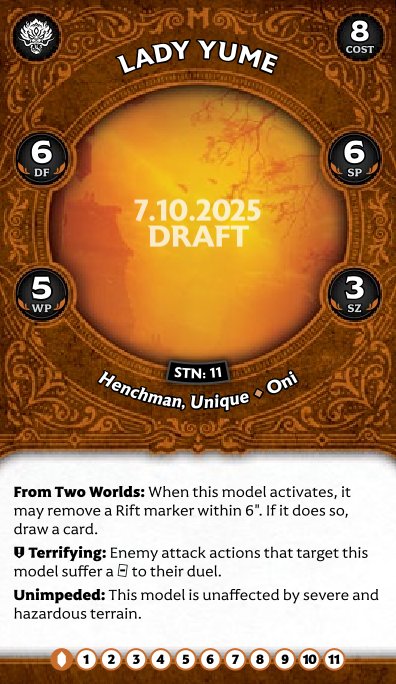 M
8
COST
LADY YUME
6
DF
6
SP
7.10.2025
DRAFT
5
WP
3
SZ
STN: 11
Henchman, Unique ⬥ Oni
From Two Worlds: When this model activates, it
may remove a Rift marker within 6". If it does so,
draw a card.
Terrifying: Enemy attack actions that target this
model suffer a to their duel.
Unimpeded: This model is unaffected by severe and
hazardous terrain.
1 2 3 4 5 6 7 8 9 10 11